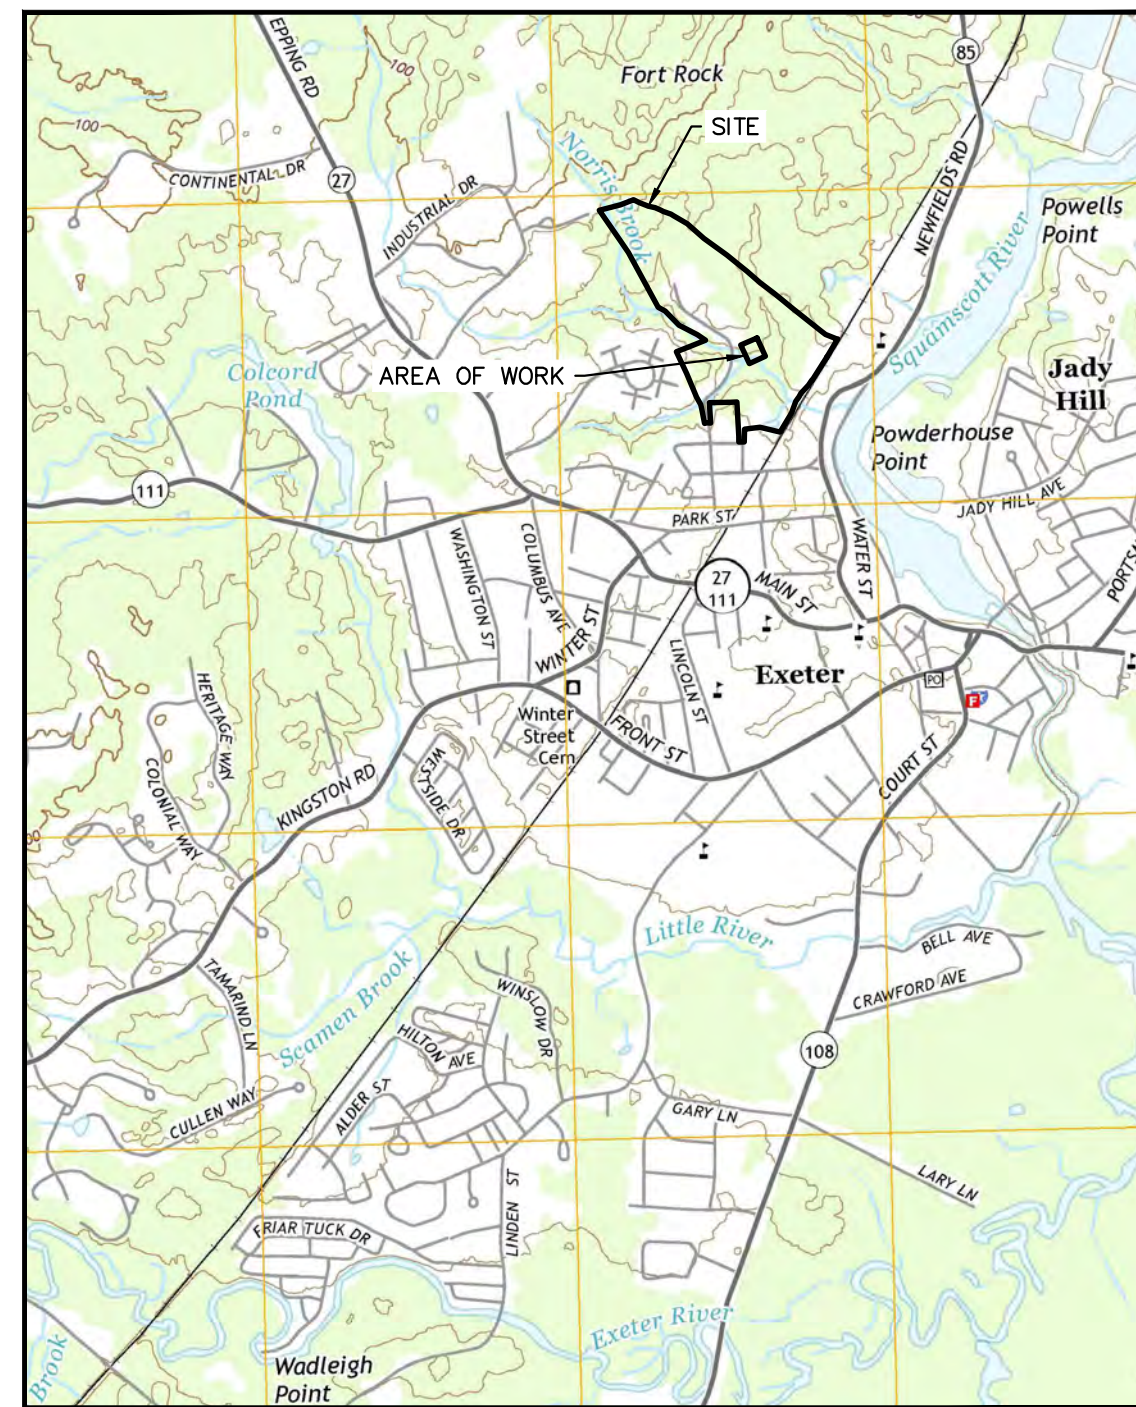 EPPING RD
100
100
85
Fort Rock
SITE
CONTINENTAL DR
27
INDUSTRIAL DR
Norris Brook
NEWFIELDS RD
Powells
Point
Squamscott River
AREA OF WORK
Colcord
Pond
Jady
Hill
Powderhouse
Point
111
JADY HILL AVE
PARK ST
WASHINGTON ST
COLUMBUS AVE
WATER ST
27
111
MAIN ST
WINTER ST
LINCOLN ST
Exeter
PO
F
HERITAGE WAY
Winter
Street
Cem
FRONT ST
COURT ST
WESTSIDE DR
COLONIAL WAY
KINGSTON RD
Little River
BELL AVE
CRAWFORD AVE
TAMARIND LN
Scamen Brook
WINSLOW DR
HILTON AVE
108
ALDER ST
CULLEN WAY
GARY LN
LARY LN
LINDEN ST
FRIAR TUCK DR
Exeter River
Wadleigh
Point
Brook